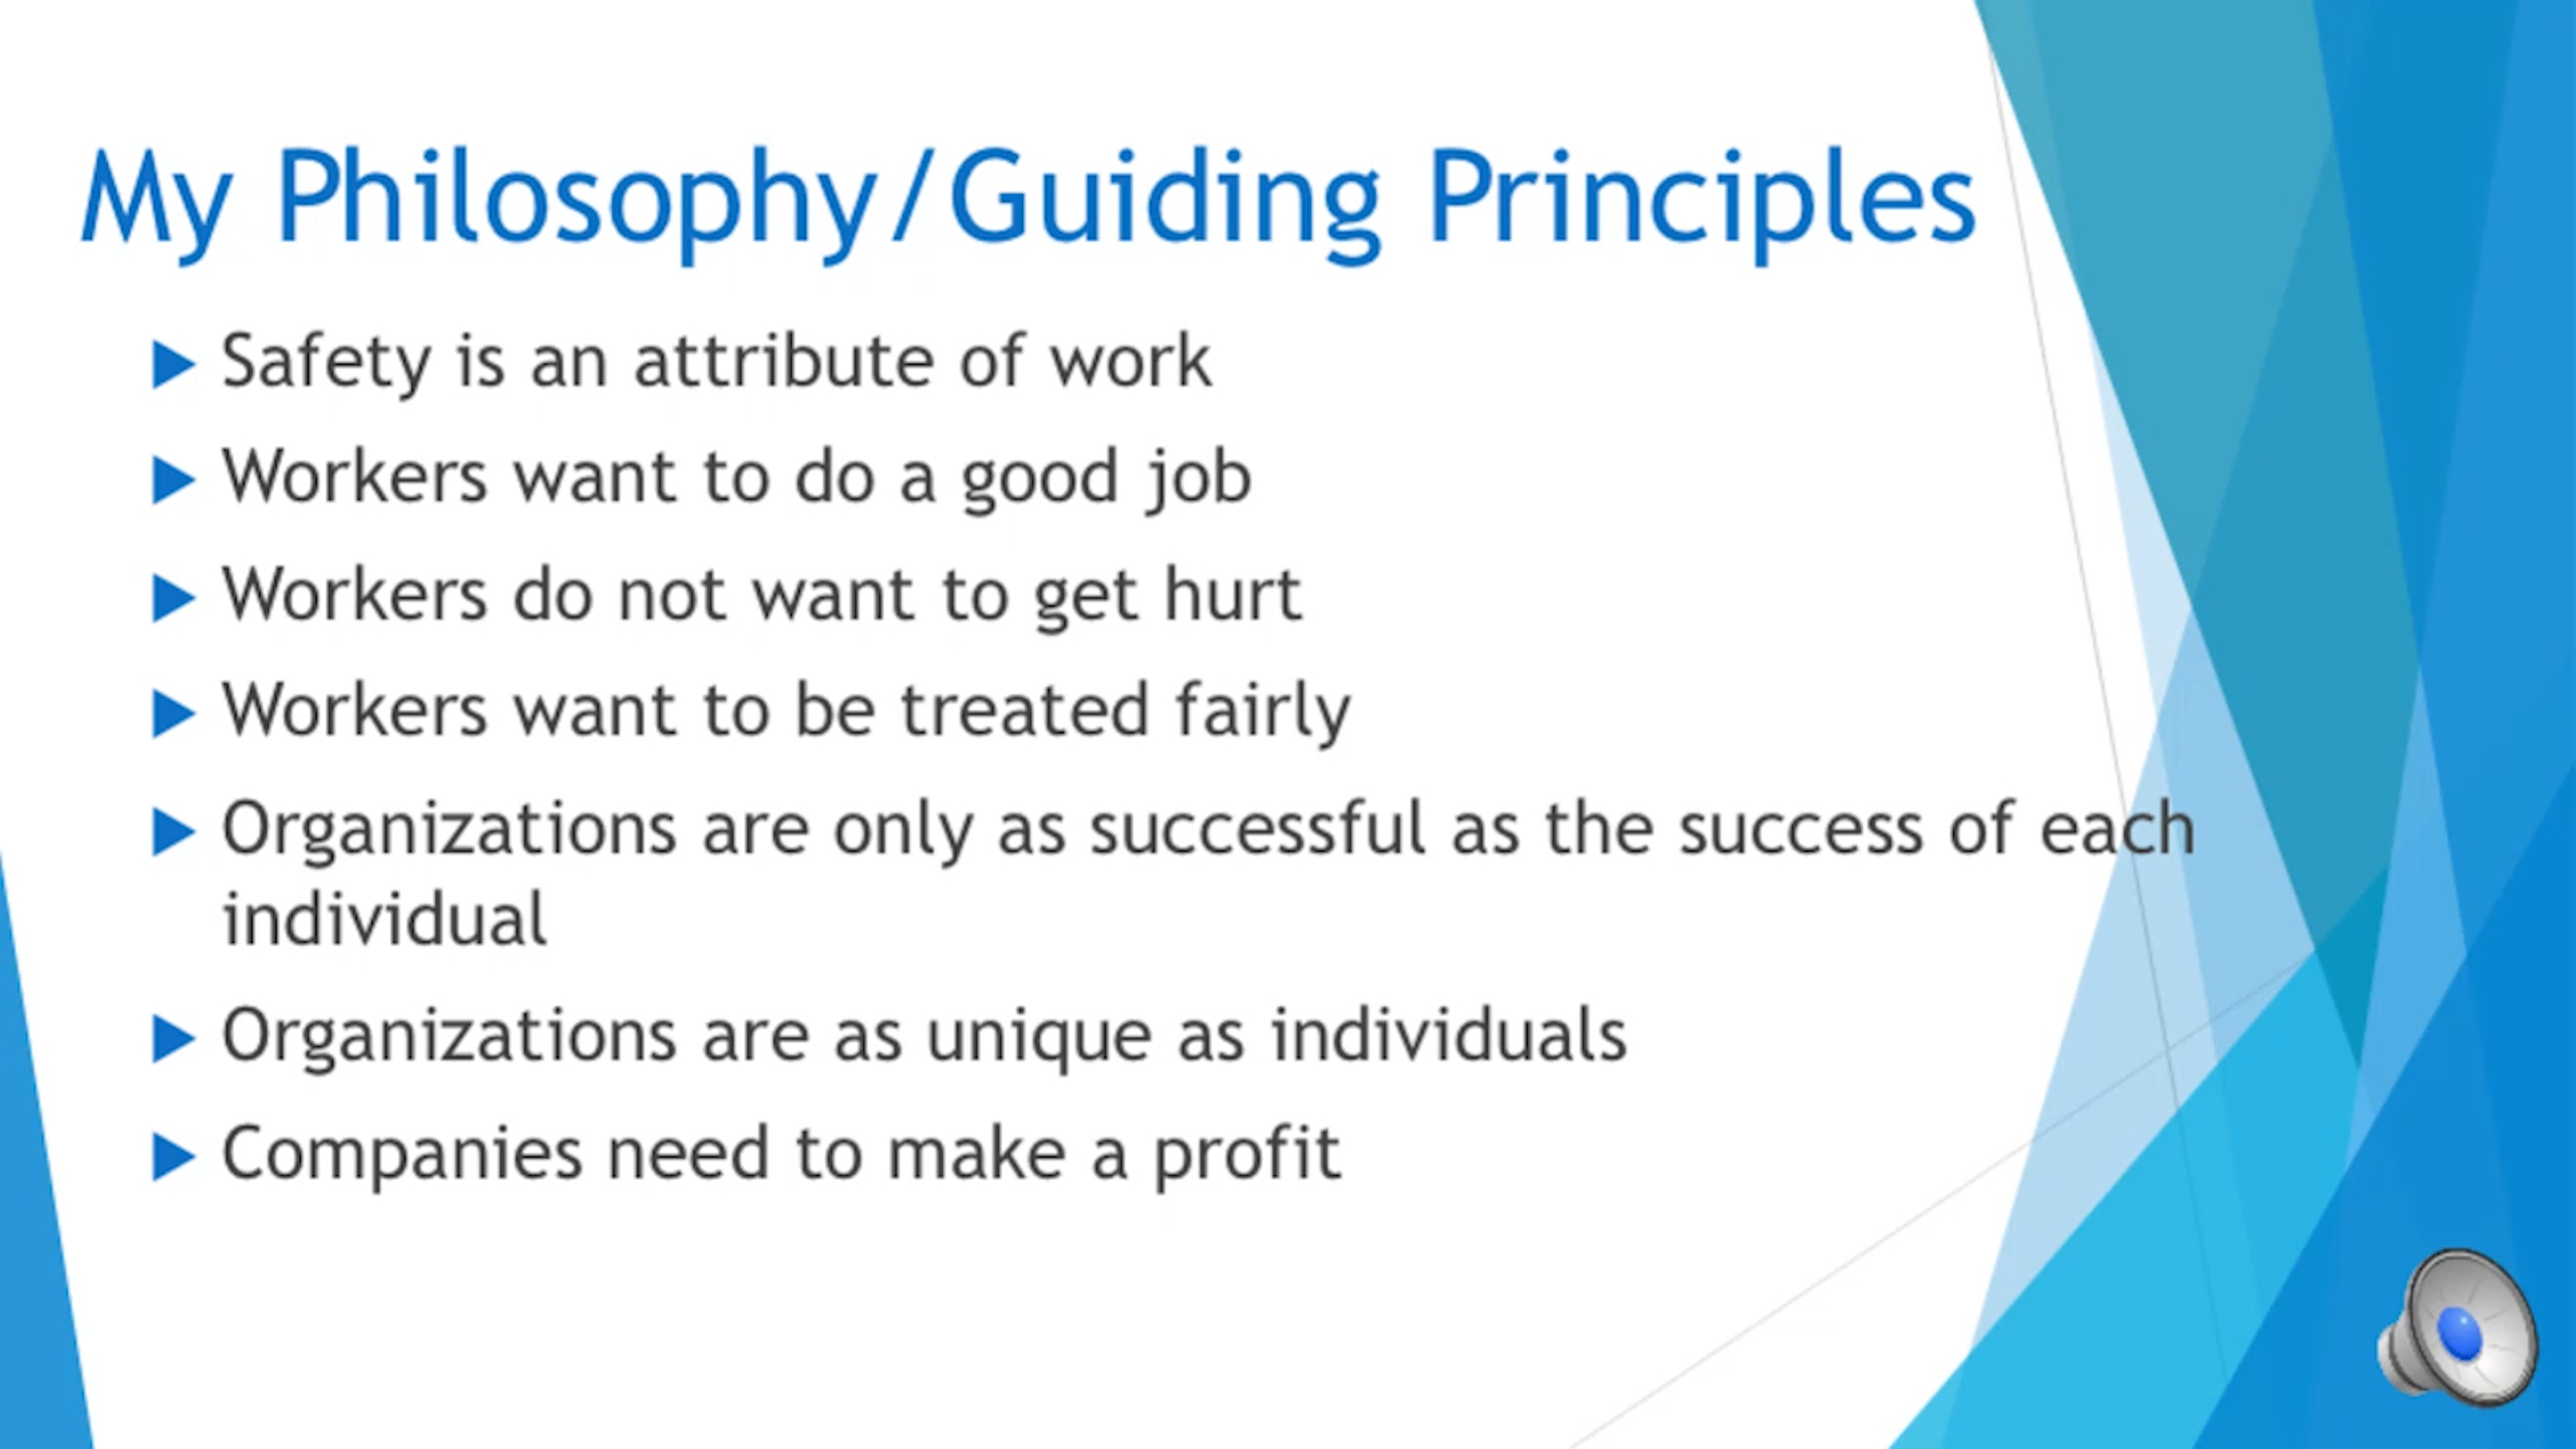 My Philosophy/Guiding Principles
Safety is an attribute of work
Workers want to do a good job
Workers do not want to get hurt
Workers want to be treated fairly
Organizations are only as successful as the success of each
individual
Organizations are as unique as individuals
Companies need to make a profit